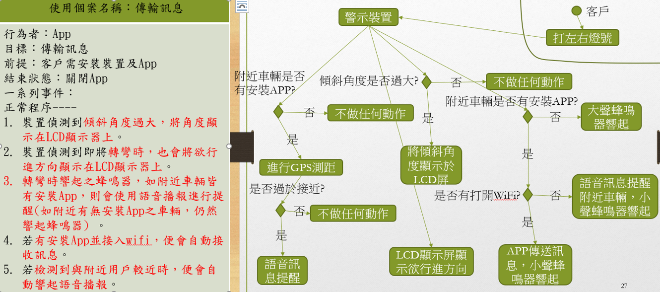 使用個案名稱：傳輸訊息
行為者：App
目標：傳輸訊息
前提：客戶需安裝裝置及App
結束狀態：關閉App
一系列事件：
正常程序----
1. 裝置偵測到傾斜角度過大，將角度顯
示在LCD顯示器上。
2. 裝置偵測到即將轉彎時，也會將欲行
進方向顯示在LCD顯示器上。
3. 轉彎時響起之蜂鳴器，如附近車輛皆
有安裝App，則會使用語音播報進行提
醒(如附近有無安裝App之車輛，仍然
響起蜂鳴器) 。
4. 若有安裝App並接入wifi，便會自動接
收訊息。
5. 若檢測到與附近用戶較近時，便會自
動響起語音播報。
客戶
警示裝置
打左右燈號
附近車輛是否
有安裝APP?
傾斜角度是否過大?
否
不做任何動作
附近車輛是否有安裝APP?
否
不做任何動作
否
大聲蜂鳴
器響起
是
是
是
進行GPS測距
將傾斜角
度顯示於
LCD屏
是否過於接近?
是否有打開WiFi?
否
語音訊息提醒
附近車輛，小
聲蜂鳴器響起
否
不做任何動作
是
是
語音訊
息提醒
LCD顯示屏顯
示欲行進方向
APP傳送訊
息，小聲蜂
鳴器響起
27